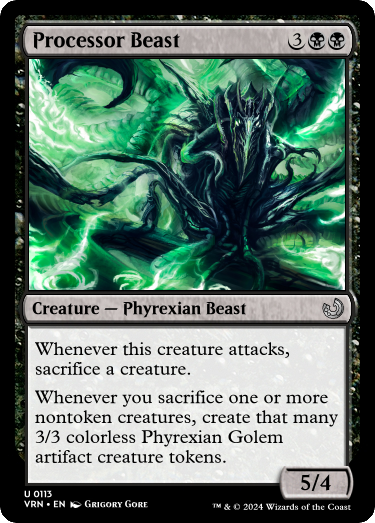 Processor Beast 3
Creature — Phyrexian Beast
Whenever this creature attacks,
sacrifice a creature.
Whenever you sacrifice one or more
nontoken creatures, create that many
3/3 colorless Phyrexian Golem
artifact creature tokens.
5/4
U 0113
VRN • EN Grigory Gore
™ & © 2024 Wizards of the Coast